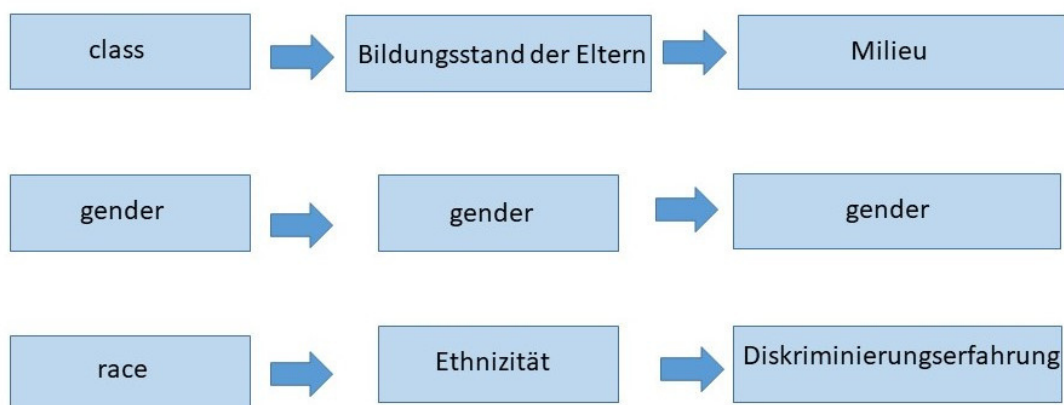 class
Bildungsstand der Eltern
Milieu
gender
gender
gender
race
Ethnizität
Diskriminierungserfahrung